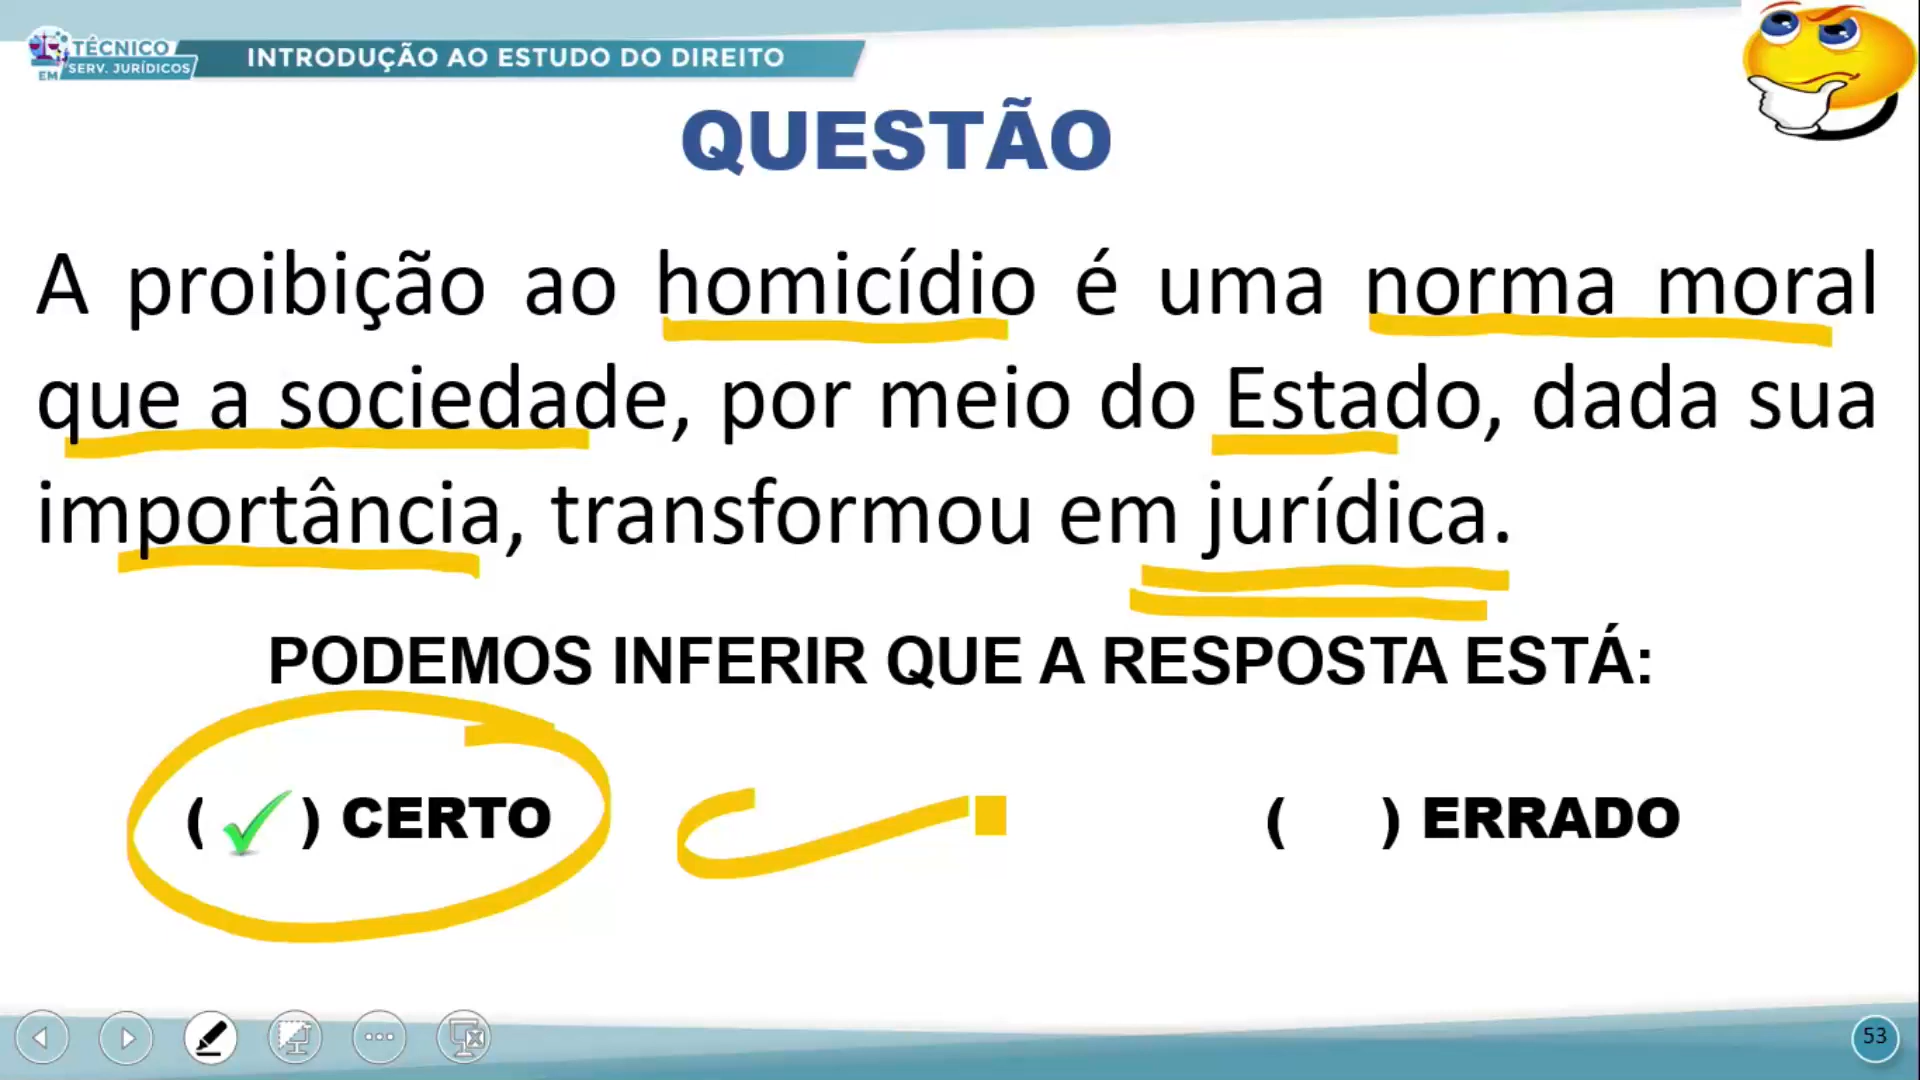 TÉCNICO
EM SERV. JURÍDICOS
INTRODUÇÃO AO ESTUDO DO DIREITO
QUESTÃO
A proibição ao homicídio é uma norma moral
que a sociedade, por meio do Estado, dada sua
importância, transformou em jurídica.
PODEMOS INFERIR QUE A RESPOSTA ESTÁ:
( ✓ ) CERTO ( ) ERRADO
53